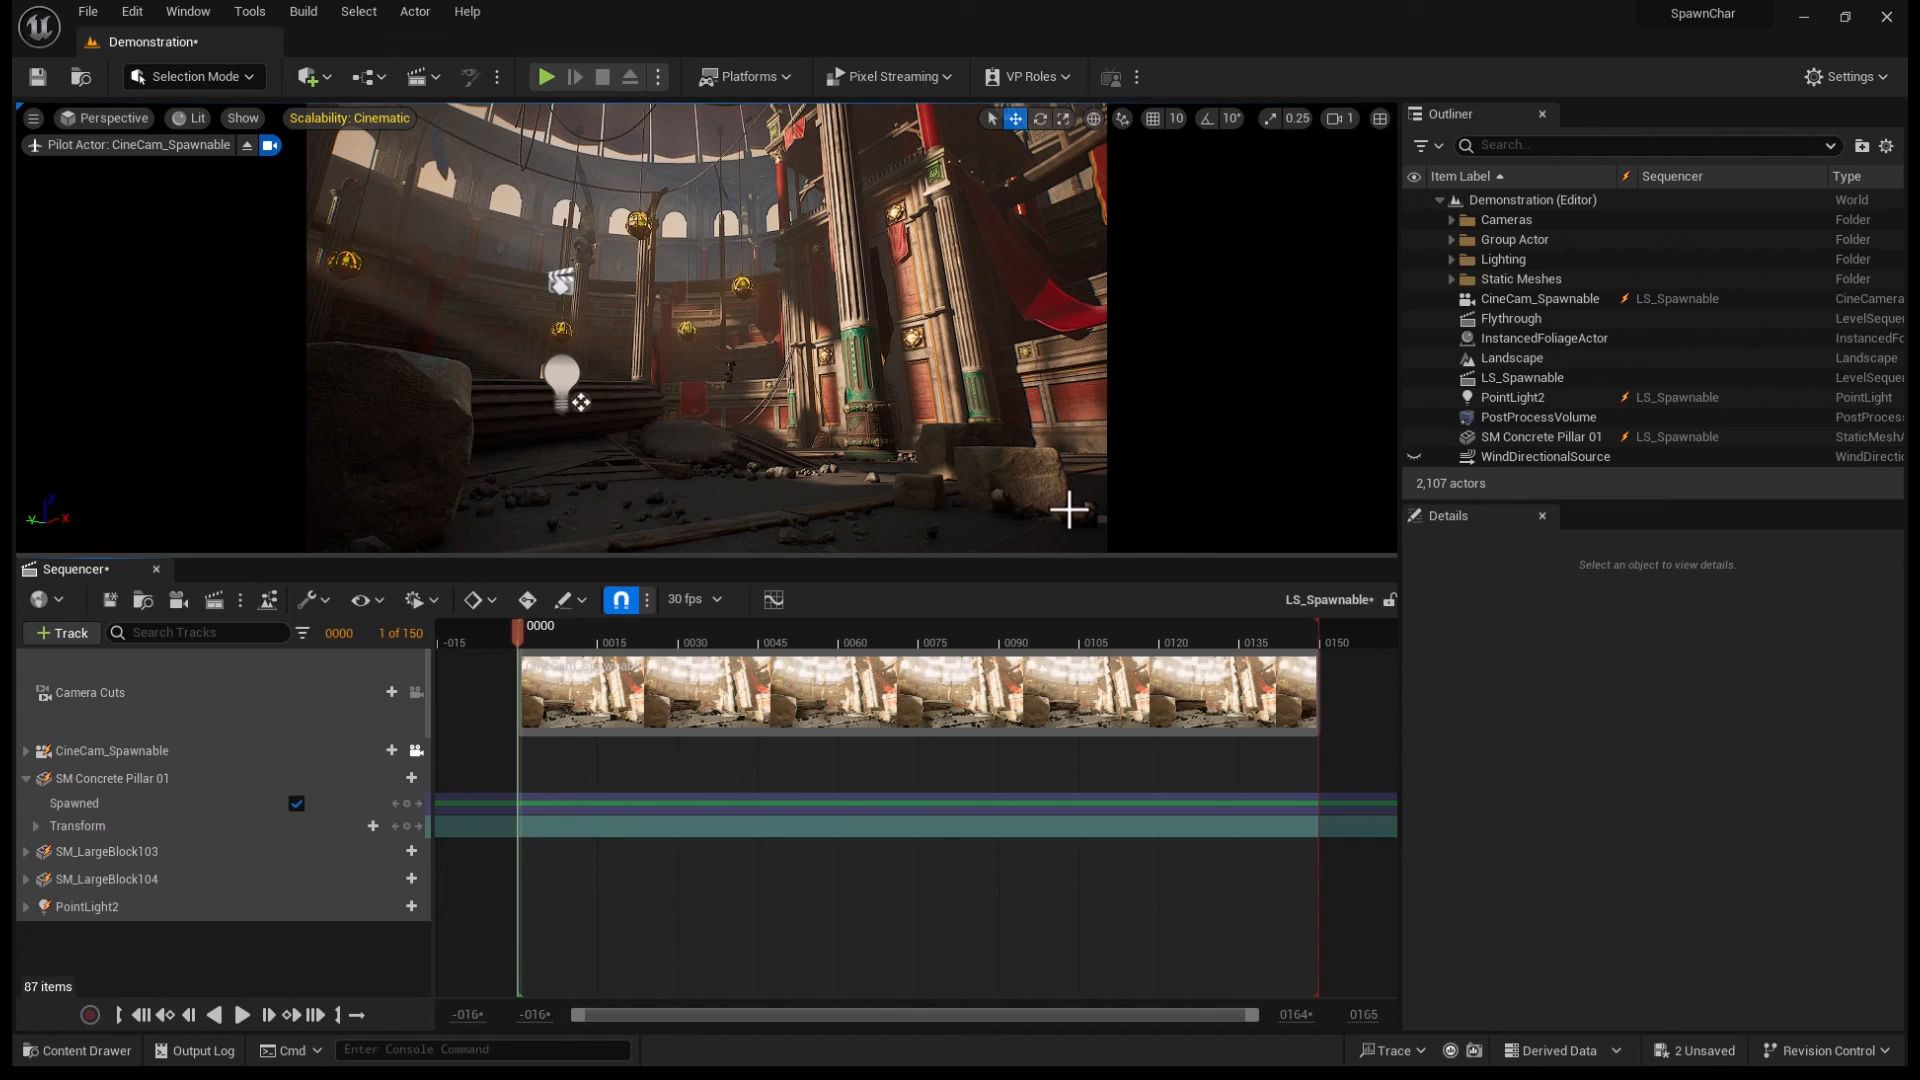 File Edit Window Tools Build Select Actor Help
SpawnChar
Demonstration*
Selection Mode
Platforms
Pixel Streaming
VP Roles
Settings
Perspective
Lit
Show
Scalability: Cinematic
10
10°
0.25
1
Pilot Actor: CineCam_Spawnable
Z
Y
X
Outliner
Search...
Item Label Sequencer Type
Demonstration (Editor) World
Cameras Folder
Group Actor Folder
Lighting Folder
Static Meshes Folder
CineCam_Spawnable LS_Spawnable CineCamera
Flythrough LevelSeque
InstancedFoliageActor InstancedFo
Landscape Landscape
LS_Spawnable LevelSeque
PointLight2 LS_Spawnable PointLight
PostProcessVolume PostProces
SM Concrete Pillar 01 LS_Spawnable StaticMeshA
WindDirectionalSource WindDirecti
2,107 actors
Details
Select an object to view details.
Sequencer*
30 fps
LS_Spawnable*
Track
Search Tracks
0000
1 of 150
0000
-015 0015 0030 0045 0060 0075 0090 0105 0120 0135 0150
Camera Cuts
CineCam_Spawnable
SM Concrete Pillar 01
Spawned
Transform
SM_LargeBlock103
SM_LargeBlock104
PointLight2
87 items
-016* -016* 0164* 0165
Content Drawer
Output Log
Cmd
Enter Console Command
Trace
Derived Data
2 Unsaved
Revision Control